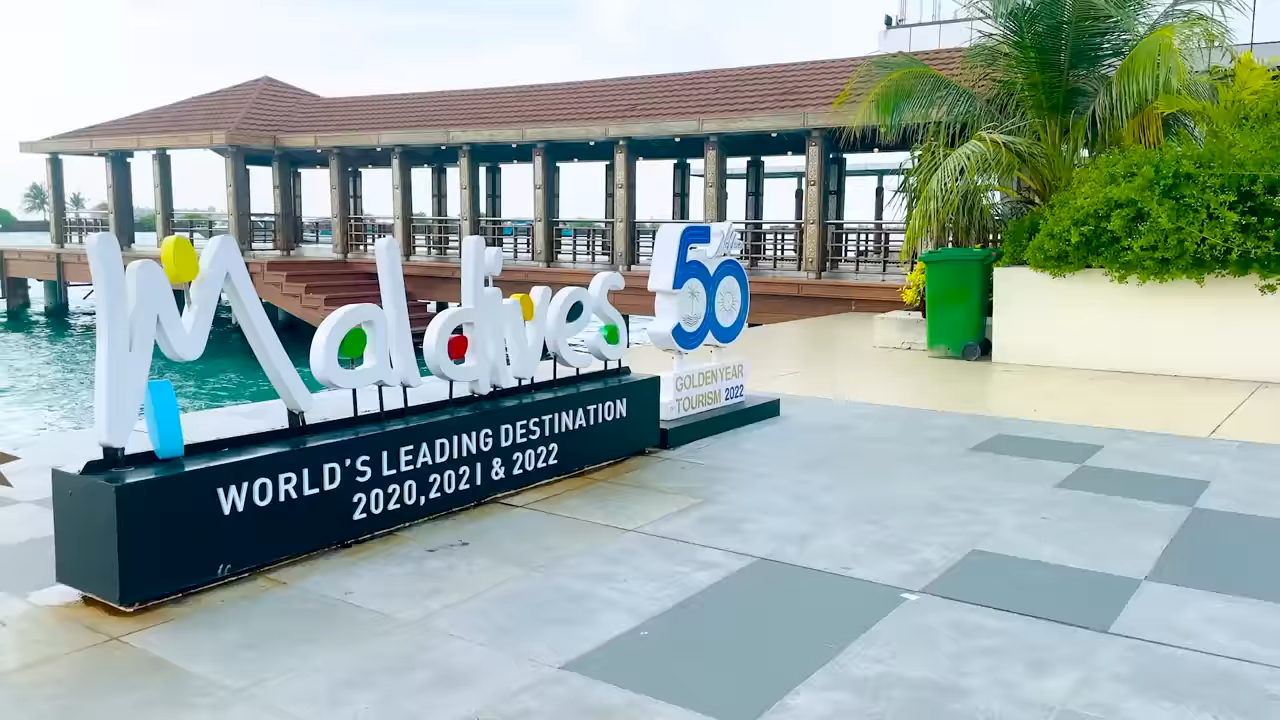 Maldives
WORLD'S LEADING DESTINATION
2020, 2021 & 2022
50
GOLDEN YEAR
TOURISM 2022